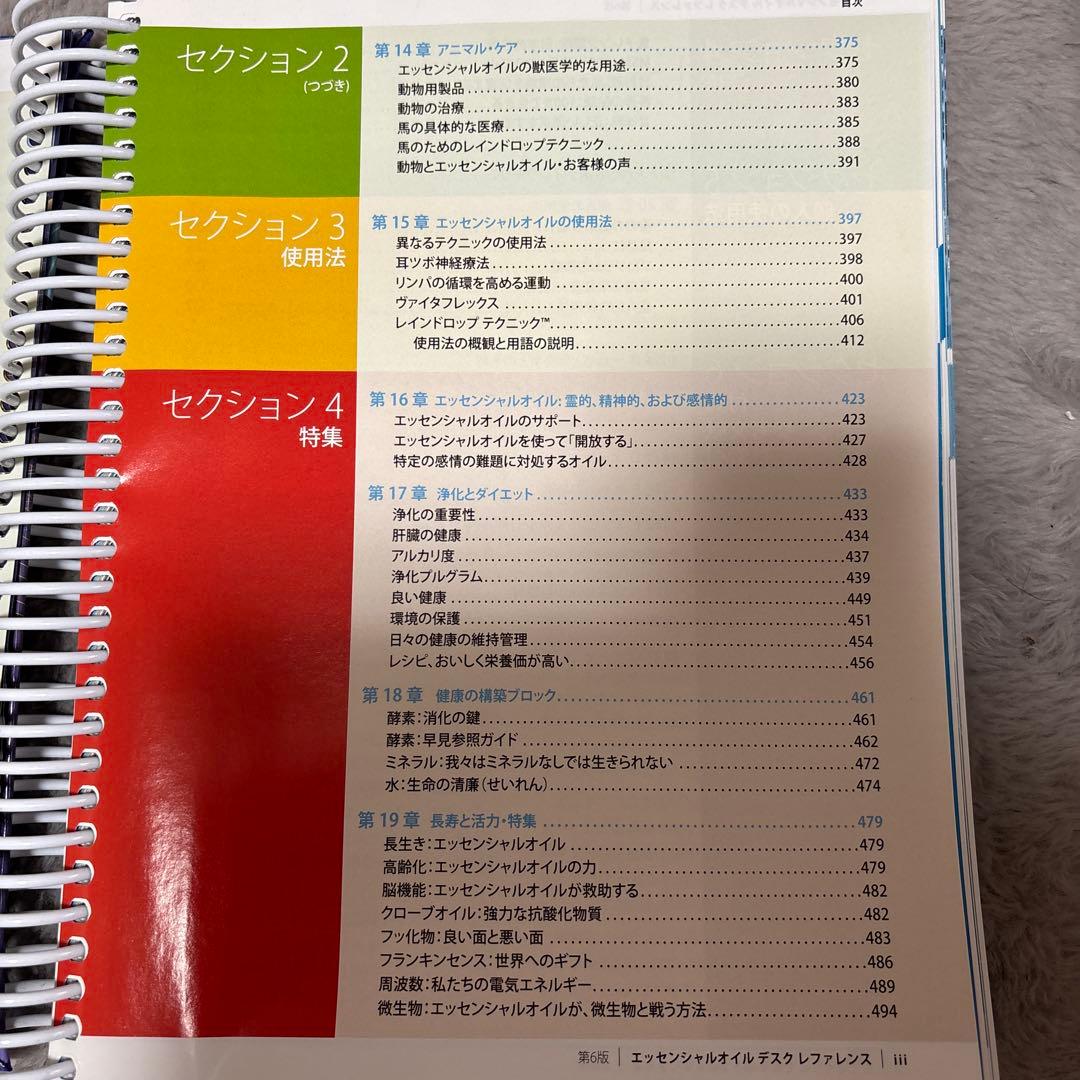 目次
セクション 2
(つづき)
第 14 章 アニマル・ケア 375
エッセンシャルオイルの獣医学的な用途 375
動物用製品 380
動物の治療 383
馬の具体的な医療 385
馬のためのレインドロップテクニック 388
動物とエッセンシャルオイル・お客様の声 391
セクション 3
使用法
第 15 章 エッセンシャルオイルの使用法 397
異なるテクニックの使用法 397
耳ツボ神経療法 398
リンパの循環を高める運動 400
ヴァイタフレックス 401
レインドロップ テクニック™ 406
使用法の概観と用語の説明 412
セクション 4
特集
第 16 章 エッセンシャルオイル: 霊的、精神的、および感情的 423
エッセンシャルオイルのサポート 423
エッセンシャルオイルを使って「開放する」 427
特定の感情の難題に対処するオイル 428
第 17 章 浄化とダイエット 433
浄化の重要性 433
肝臓の健康 434
アルカリ度 437
浄化プログラム 439
良い健康 449
環境の保護 451
日々の健康の維持管理 454
レシピ、おいしく栄養価が高い 456
第 18 章 健康の構築ブロック 461
酵素:消化の鍵 461
酵素:早見参照ガイド 462
ミネラル:我々はミネラルなしでは生きられない 472
水:生命の清廉(せいれん) 474
第 19 章 長寿と活力・特集 479
長生き:エッセンシャルオイル 479
高齢化:エッセンシャルオイルの力 479
脳機能:エッセンシャルオイルが救助する 482
クローブオイル:強力な抗酸化物質 482
フッ化物:良い面と悪い面 483
フランキンセンス:世界へのギフト 486
周波数:私たちの電気エネルギー 489
微生物:エッセンシャルオイルが、微生物と戦う方法 494
第6版 | エッセンシャルオイル デスク レファレンス | iii